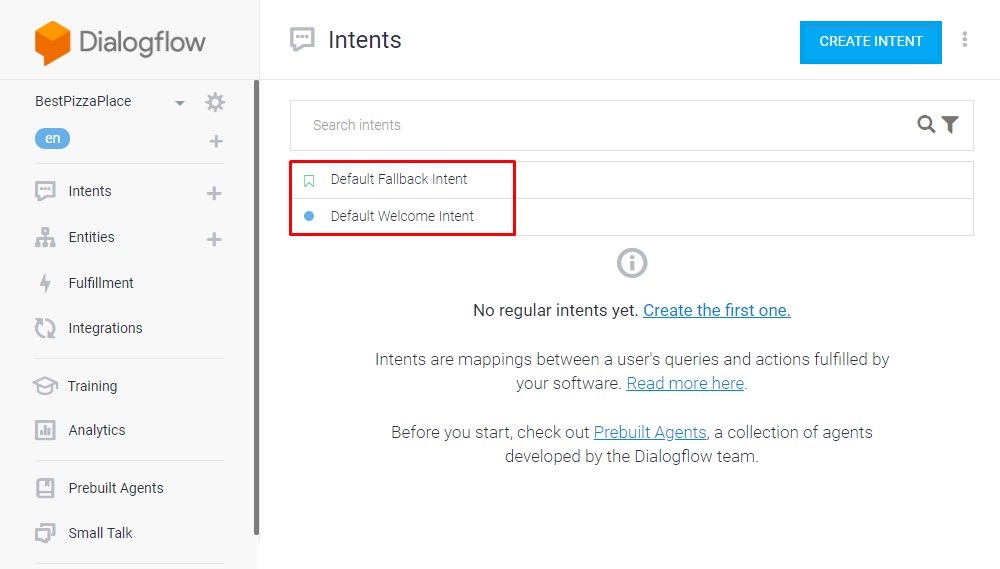 Dialogflow
BestPizzaPlace
en
Intents
Entities
Fulfillment
Integrations
Training
Analytics
Prebuilt Agents
Small Talk
Intents
CREATE INTENT
Search intents
Default Fallback Intent
Default Welcome Intent
No regular intents yet. Create the first one.
Intents are mappings between a user's queries and actions fulfilled by
your software. Read more here.
Before you start, check out Prebuilt Agents, a collection of agents
developed by the Dialogflow team.